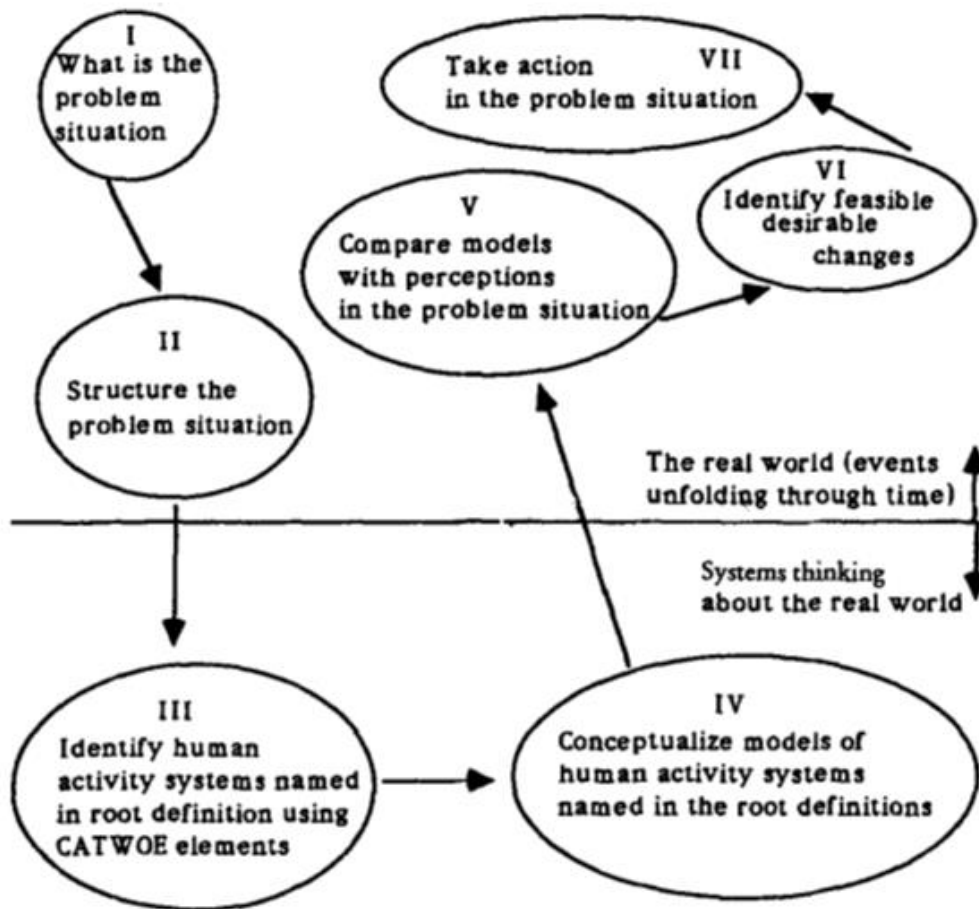 I
What is the
problem
situation
II
Structure the
problem situation
III
Identify human
activity systems named
in root definition using
CATWOE elements
IV
Conceptualize models of
human activity systems
named in the root definitions
V
Compare models
with perceptions
in the problem situation
VI
Identify feasible
desirable
changes
Take action VII
in the problem situation
The real world (events
unfolding through time)
Systems thinking
about the real world